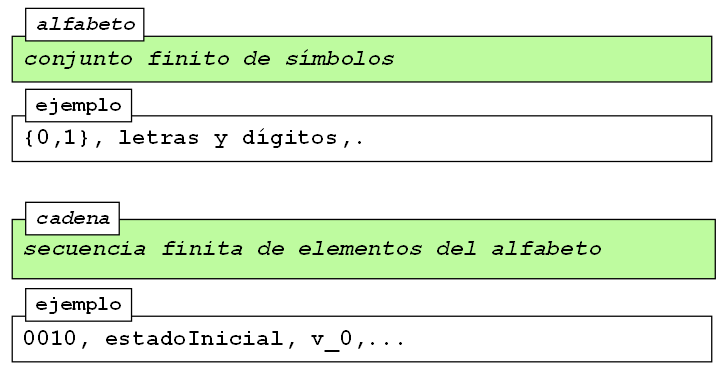 alfabeto
conjunto finito de símbolos
ejemplo
{0,1}, letras y dígitos,.
cadena
secuencia finita de elementos del alfabeto
ejemplo
0010, estadoInicial, v_0,...